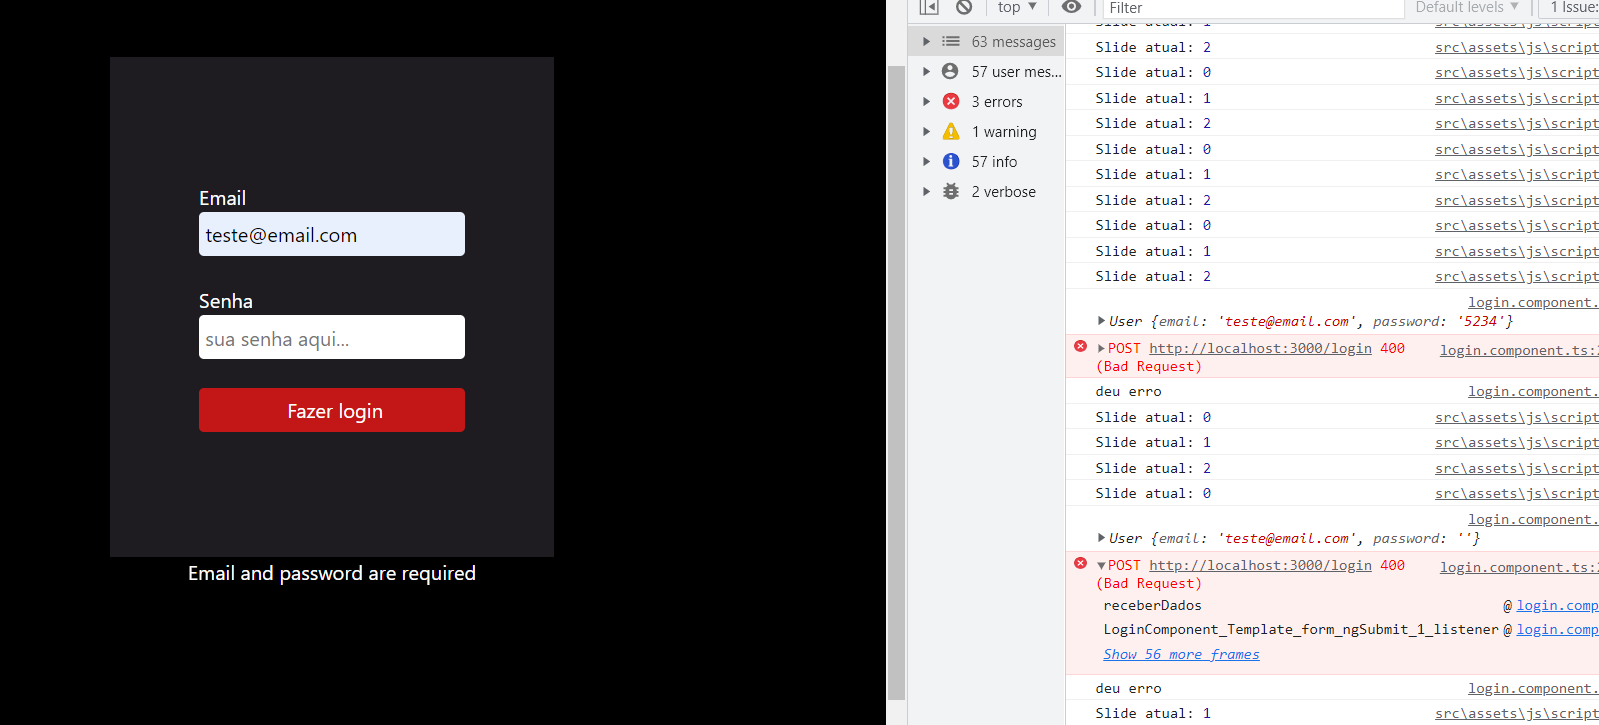 Email
teste@email.com
Senha
sua senha aqui...
Fazer login
Email and password are required
top ▼
Filter
Default levels ▼
1 Issue:
63 messages
57 user mes...
3 errors
1 warning
57 info
2 verbose
Slide atual: 1
Slide atual: 2 src\assets\js\script
Slide atual: 0 src\assets\js\script
Slide atual: 1 src\assets\js\script
Slide atual: 2 src\assets\js\script
Slide atual: 0 src\assets\js\script
Slide atual: 1 src\assets\js\script
Slide atual: 2 src\assets\js\script
Slide atual: 0 src\assets\js\script
Slide atual: 1 src\assets\js\script
Slide atual: 2 src\assets\js\script
login.component.
User {email: 'teste@email.com', password: '5234'}
POST http://localhost:3000/login 400 login.component.ts:2
(Bad Request)
deu erro login.component.
Slide atual: 0 src\assets\js\script
Slide atual: 1 src\assets\js\script
Slide atual: 2 src\assets\js\script
Slide atual: 0 src\assets\js\script
login.component.
User {email: 'teste@email.com', password: ''}
POST http://localhost:3000/login 400 login.component.ts:2
(Bad Request)
receberDados @ login.comp
LoginComponent_Template_form_ngSubmit_1_listener @ login.comp
Show 56 more frames
deu erro login.component.
Slide atual: 1 src\assets\js\script